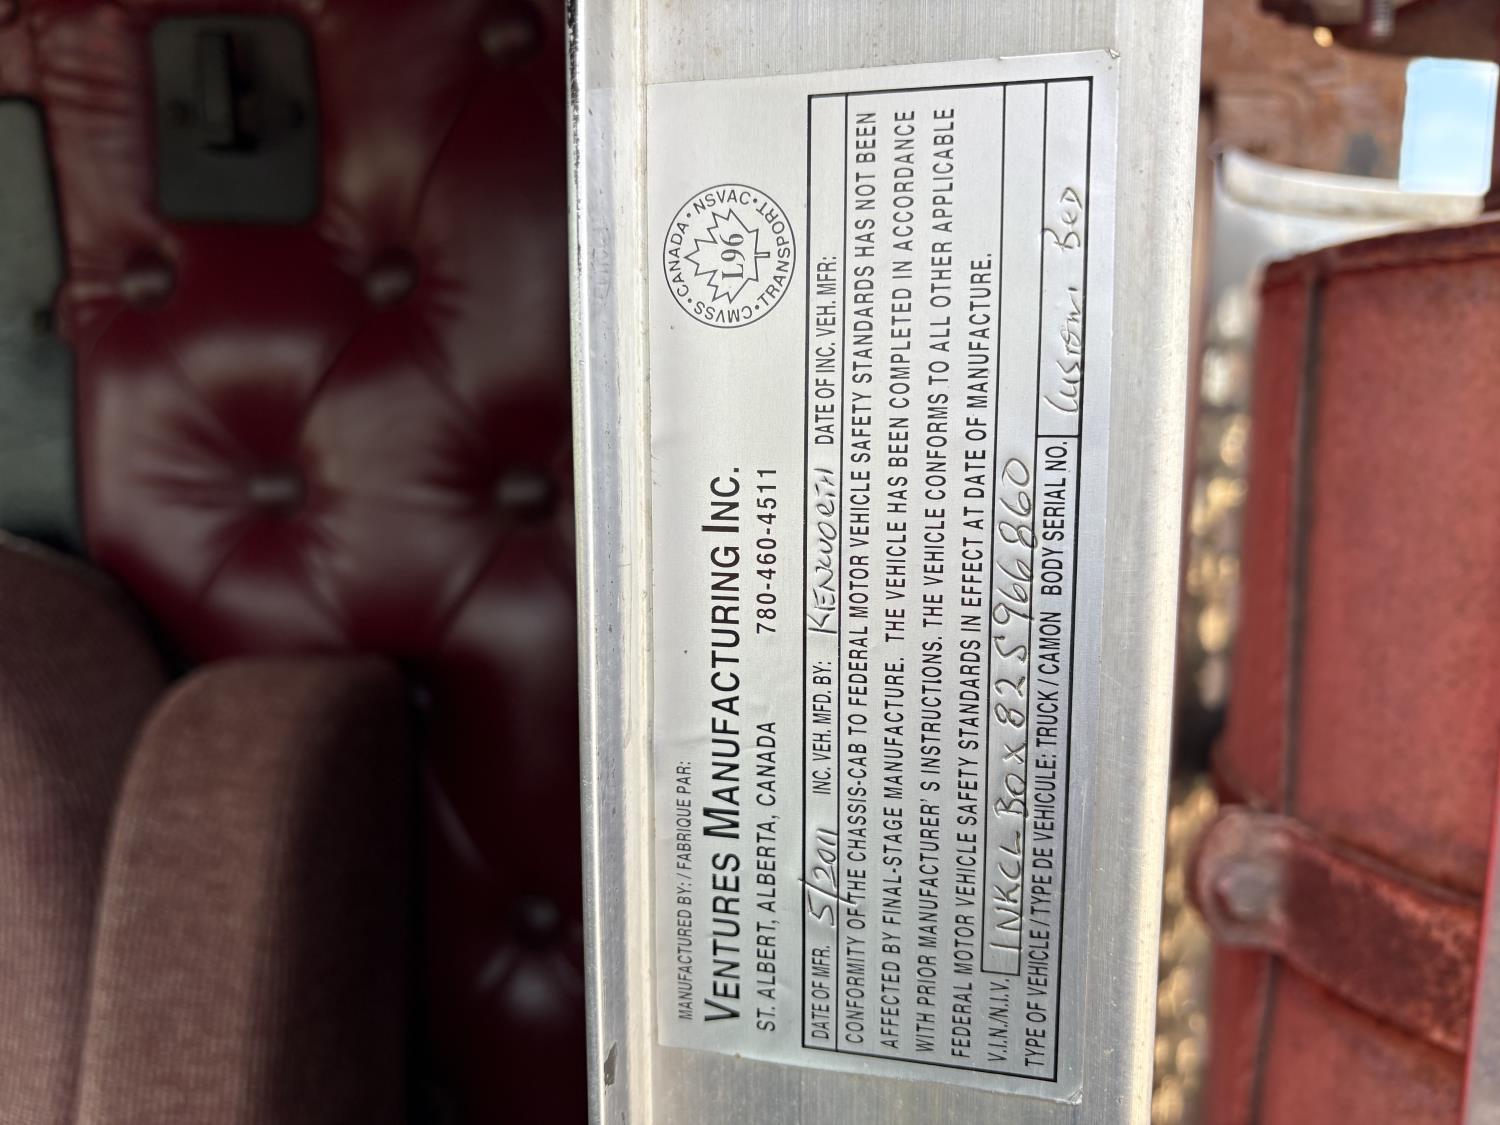 MANUFACTURED BY: / FABRIQUE PAR:
VENTURES MANUFACTURING INC.
ST. ALBERT, ALBERTA, CANADA 780-460-4511
CMVSS • CANADA • NSVAC • TRANSPORT •
L96
DATE OF MFR. 5/2011 INC. VEH. MFD. BY: KENWORTH DATE OF INC. VEH. MFR:
CONFORMITY OF THE CHASSIS-CAB TO FEDERAL MOTOR VEHICLE SAFETY STANDARDS HAS NOT BEEN
AFFECTED BY FINAL-STAGE MANUFACTURE. THE VEHICLE HAS BEEN COMPLETED IN ACCORDANCE
WITH PRIOR MANUFACTURER' S INSTRUCTIONS. THE VEHICLE CONFORMS TO ALL OTHER APPLICABLE
FEDERAL MOTOR VEHICLE SAFETY STANDARDS IN EFFECT AT DATE OF MANUFACTURE.
V.I.N./N.I.V. 1NKCLBOX82S966860
TYPE OF VEHICLE / TYPE DE VEHICULE: TRUCK / CAMON BODY SERIAL NO. Custom Bed